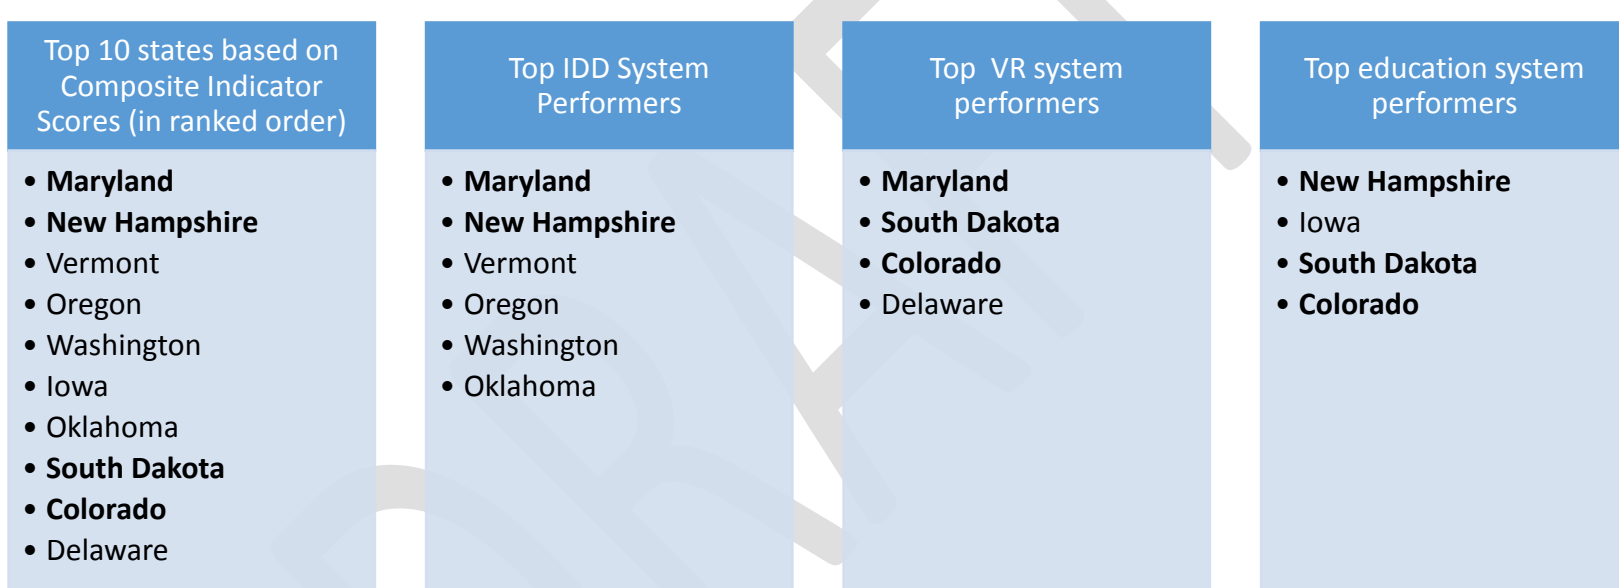 Top 10 states based on
Composite Indicator
Scores (in ranked order)
• Maryland
• New Hampshire
• Vermont
• Oregon
• Washington
• Iowa
• Oklahoma
• South Dakota
• Colorado
• Delaware
Top IDD System
Performers
• Maryland
• New Hampshire
• Vermont
• Oregon
• Washington
• Oklahoma
Top VR system
performers
• Maryland
• South Dakota
• Colorado
• Delaware
Top education system
performers
• New Hampshire
• Iowa
• South Dakota
• Colorado